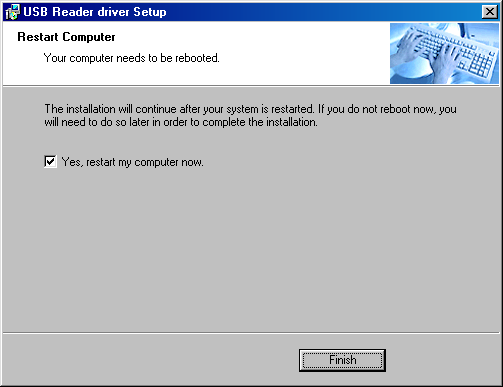 USB Reader driver Setup
Restart Computer
Your computer needs to be rebooted.
The installation will continue after your system is restarted. If you do not reboot now, you
will need to do so later in order to complete the installation.
Yes, restart my computer now.
Finish